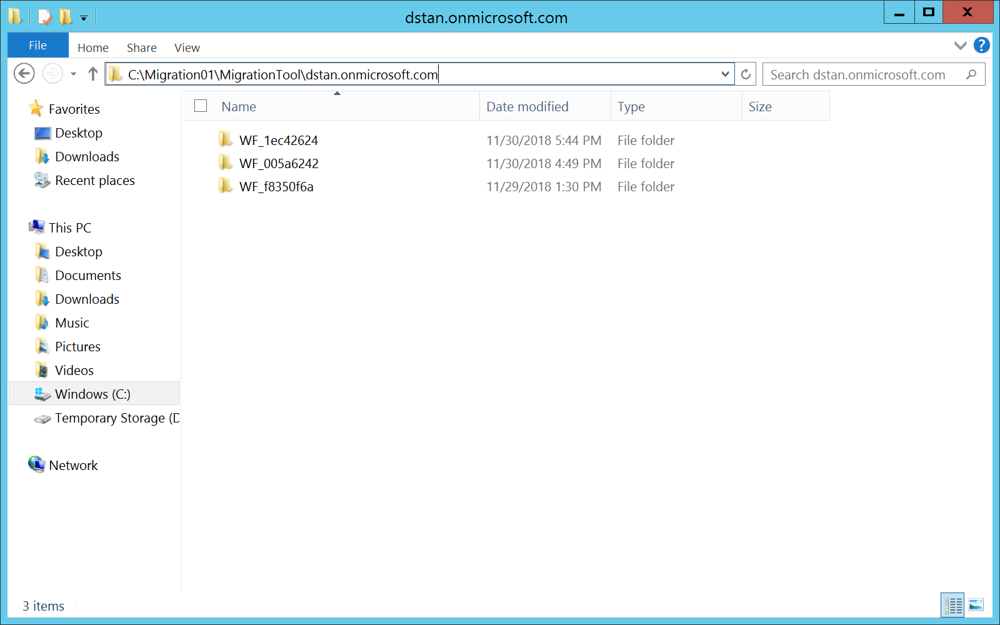 dstan.onmicrosoft.com
File Home Share View
C:\Migration01\MigrationTool\dstan.onmicrosoft.com Search dstan.onmicrosoft.com
Favorites
Desktop
Downloads
Recent places
This PC
Desktop
Documents
Downloads
Music
Pictures
Videos
Windows (C:)
Temporary Storage (D
Network
Name Date modified Type Size
WF_1ec42624 11/30/2018 5:44 PM File folder
WF_005a6242 11/30/2018 4:49 PM File folder
WF_f8350f6a 11/29/2018 1:30 PM File folder
3 items